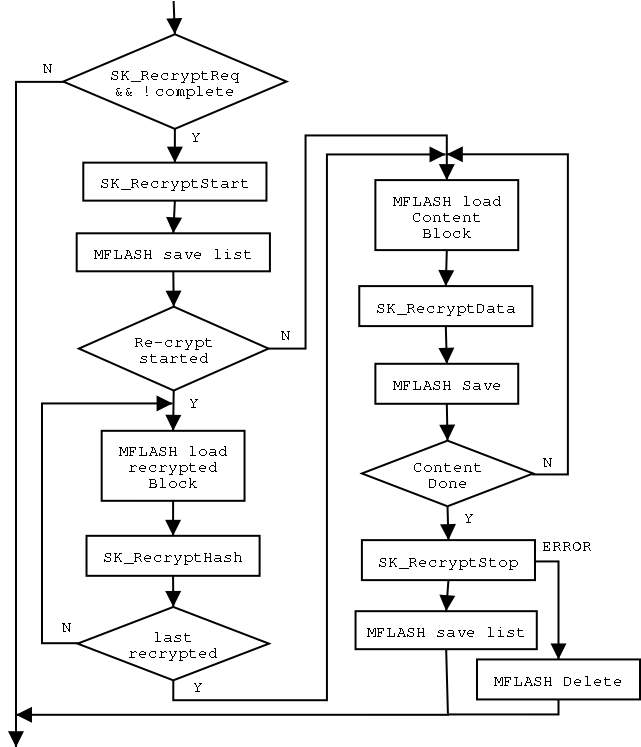 N
SK_RecryptReq
&& !complete
Y
SK_RecryptStart
MFLASH save list
Re-crypt
started
N
Y
MFLASH load
recrypted
Block
SK_RecryptHash
last
recrypted
N
Y
MFLASH load
Content
Block
SK_RecryptData
MFLASH Save
Content
Done
N
Y
SK_RecryptStop
ERROR
MFLASH save list
MFLASH Delete